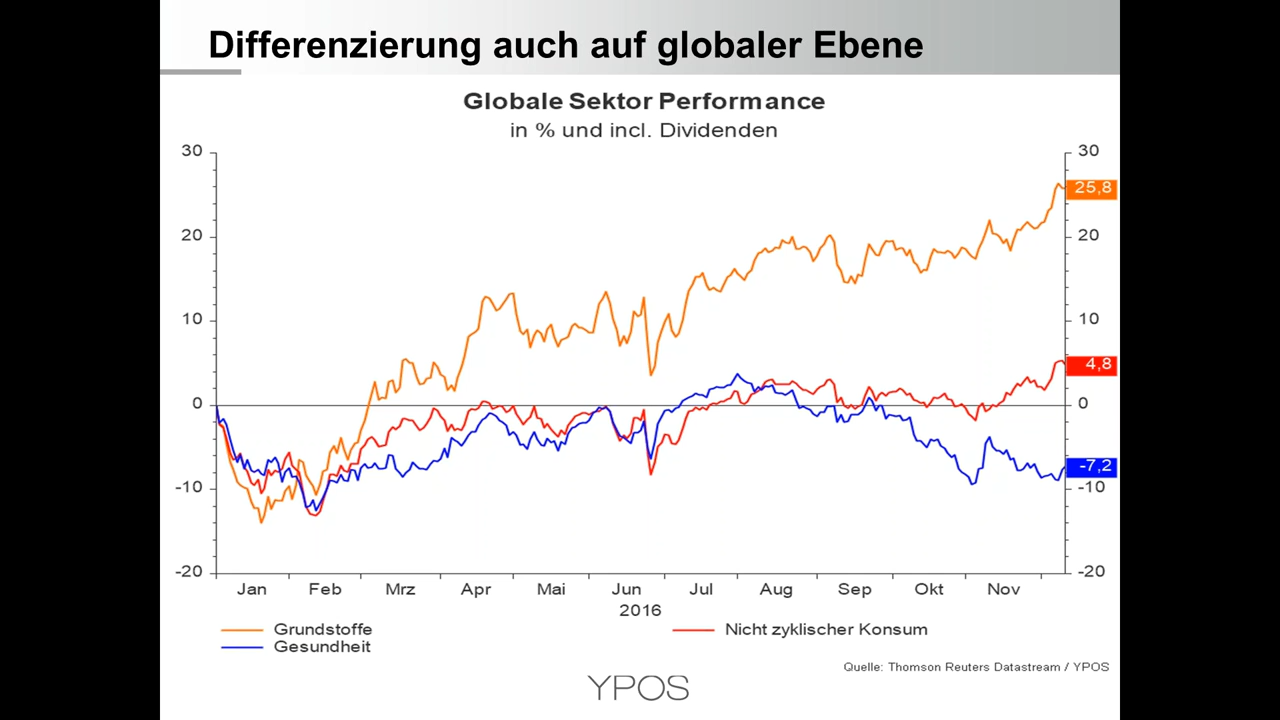 Differenzierung auch auf globaler Ebene
Globale Sektor Performance
in % und incl. Dividenden
30 30
25,8
20 20
10 10
4,8
0 0
-7,2
-10 -10
-20 -20
Jan Feb Mrz Apr Mai Jun Jul Aug Sep Okt Nov
2016
Grundstoffe Nicht zyklischer Konsum
Gesundheit
Quelle: Thomson Reuters Datastream / YPOS
YPOS